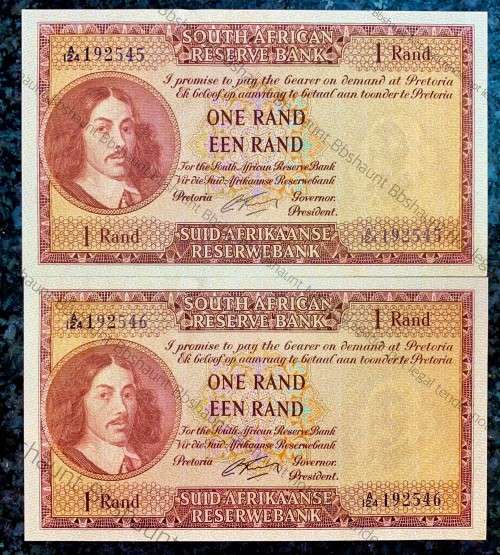 SOUTH AFRICAN
RESERVE BANK
A/124 192545
1 Rand
I promise to pay the bearer on demand at Pretoria
Ek beloof op aanvraag te betaal aan toonder te Pretoria
ONE RAND
EEN RAND
For the South African Reserve Bank
Vir die Suid-Afrikaanse Reserwebank
Pretoria
Governor.
President.
1 Rand
SUID-AFRIKAANSE
RESERWEBANK
A/124 192545
SOUTH AFRICAN
RESERVE BANK
A/124 192546
1 Rand
I promise to pay the bearer on demand at Pretoria
Ek beloof op aanvraag te betaal aan toonder te Pretoria
ONE RAND
EEN RAND
For the South African Reserve Bank
Vir die Suid-Afrikaanse Reserwebank
Pretoria
Governor.
President.
1 Rand
SUID-AFRIKAANSE
RESERWEBANK
A/124 192546
Bbshaunt
legal tender